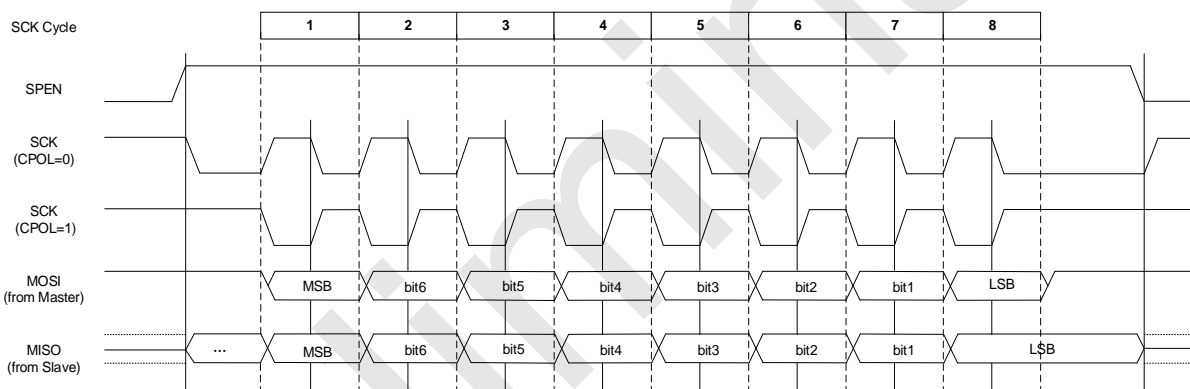 SCK Cycle 1 2 3 4 5 6 7 8
SPEN
SCK
(CPOL=0)
SCK
(CPOL=1)
MOSI
(from Master)
MSB bit6 bit5 bit4 bit3 bit2 bit1 LSB
MISO
(from Slave)
... MSB bit6 bit5 bit4 bit3 bit2 bit1 LSB